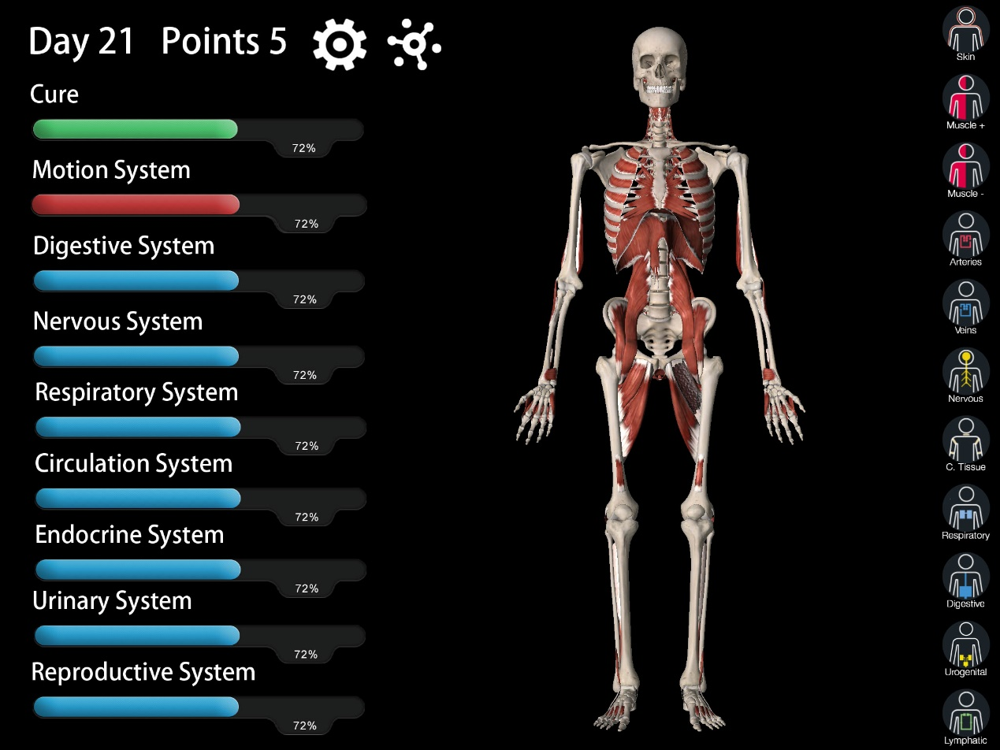 Day 21 Points 5
Cure
72%
Motion System
72%
Digestive System
72%
Nervous System
72%
Respiratory System
72%
Circulation System
72%
Endocrine System
72%
Urinary System
72%
Reproductive System
72%
Skin
Muscle +
Muscle -
Arteries
Veins
Nervous
C. Tissue
Respiratory
Digestive
Urogenital
Lymphatic